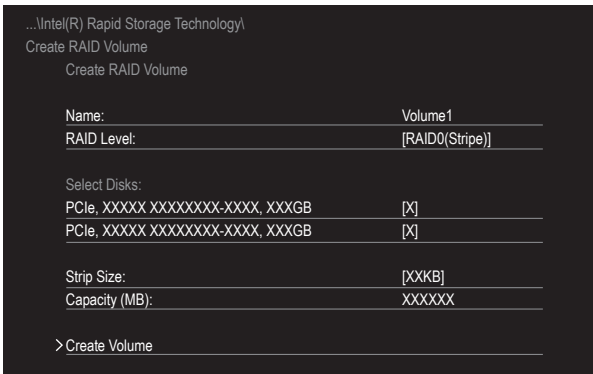 ...\Intel(R) Rapid Storage Technology\
Create RAID Volume
Create RAID Volume
Name: Volume1
RAID Level: [RAID0(Stripe)]
Select Disks:
PCIe, XXXXX XXXXXXXX-XXXX, XXXGB [X]
PCIe, XXXXX XXXXXXXX-XXXX, XXXGB [X]
Strip Size: [XXKB]
Capacity (MB): XXXXXX
>Create Volume